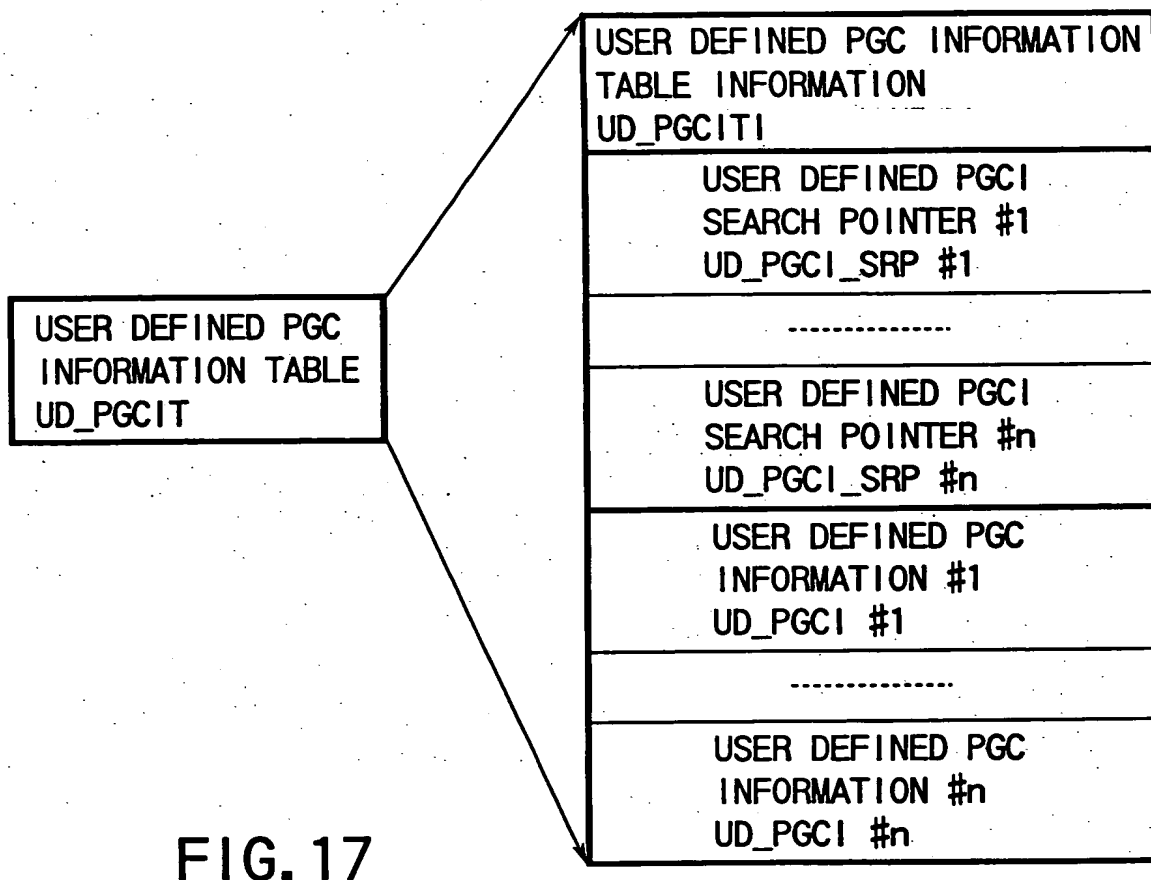 USER DEFINED PGC INFORMATION
TABLE INFORMATION
UD_PGCITI
USER DEFINED PGCI
SEARCH POINTER #1
UD_PGCI_SRP #1
---------------
USER DEFINED PGCI
SEARCH POINTER #n
UD_PGCI_SRP #n
USER DEFINED PGC
INFORMATION #1
UD_PGCI #1
---------------
USER DEFINED PGC
INFORMATION #n
UD_PGCI #n
USER DEFINED PGC
INFORMATION TABLE
UD_PGCIT
FIG. 17